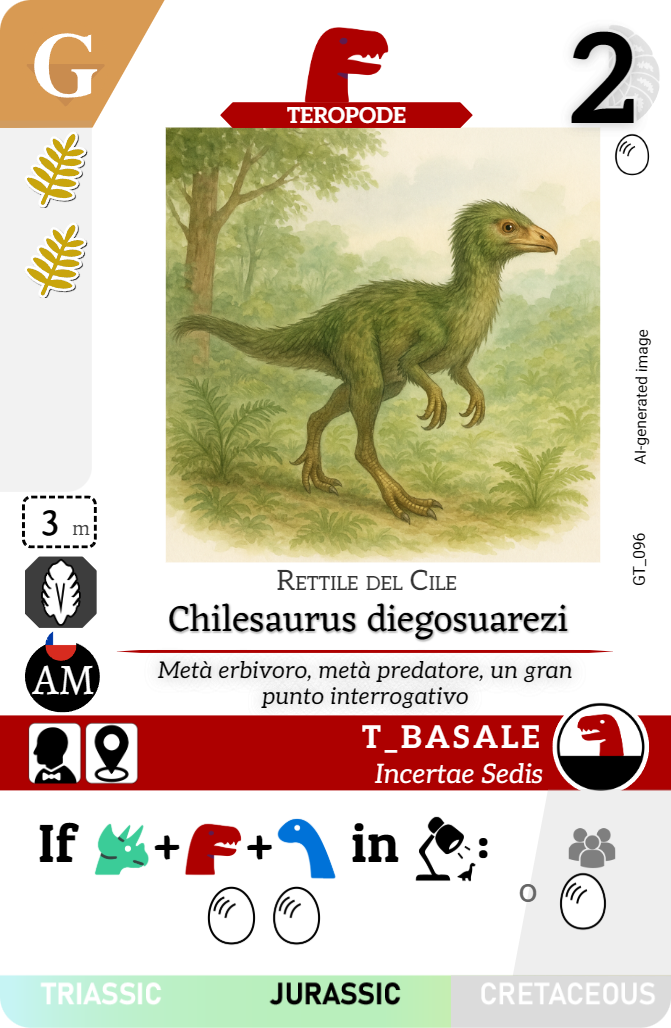 G
TEROPODE
2
AI-generated image
GT_096
3 m
AM
Rettile del Cile
Chilesaurus diegosuarezi
Metà erbivoro, metà predatore, un gran
punto interrogativo
T_BASALE
Incertae Sedis
If + + in :
o
TRIASSIC JURASSIC CRETACEOUS